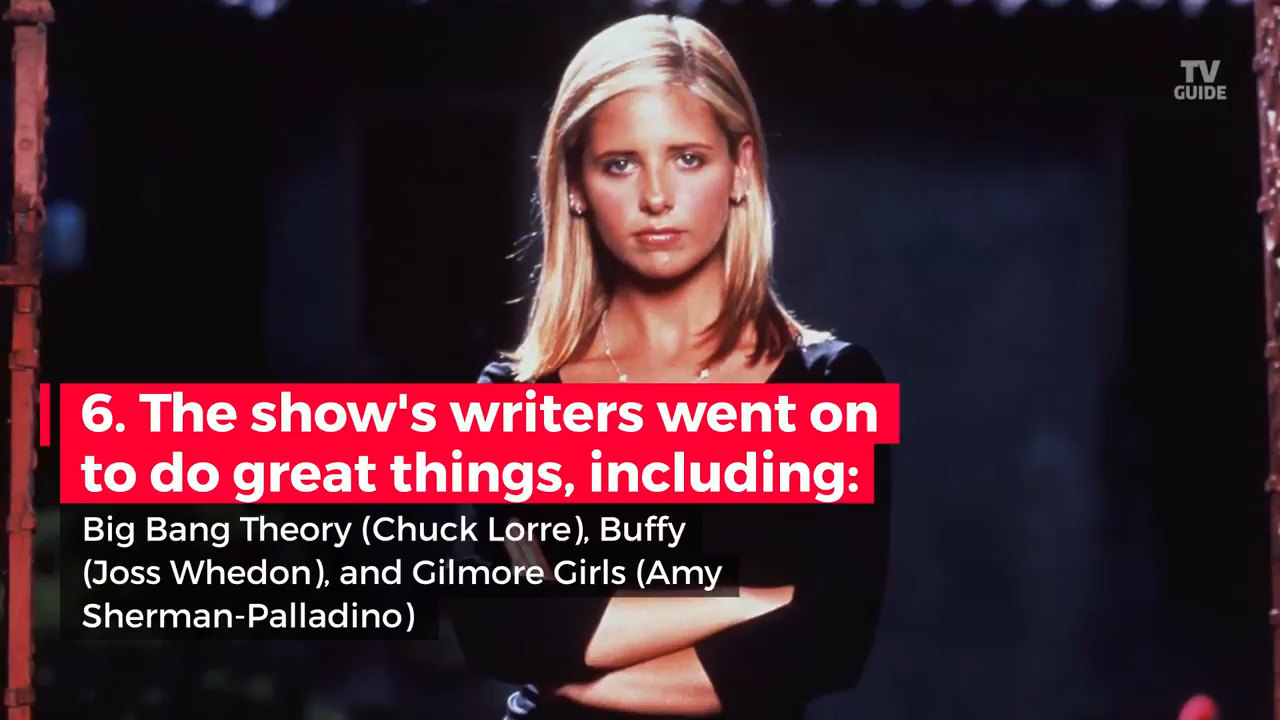 TV
GUIDE
6. The show's writers went on
to do great things, including:
Big Bang Theory (Chuck Lorre), Buffy
(Joss Whedon), and Gilmore Girls (Amy
Sherman-Palladino)